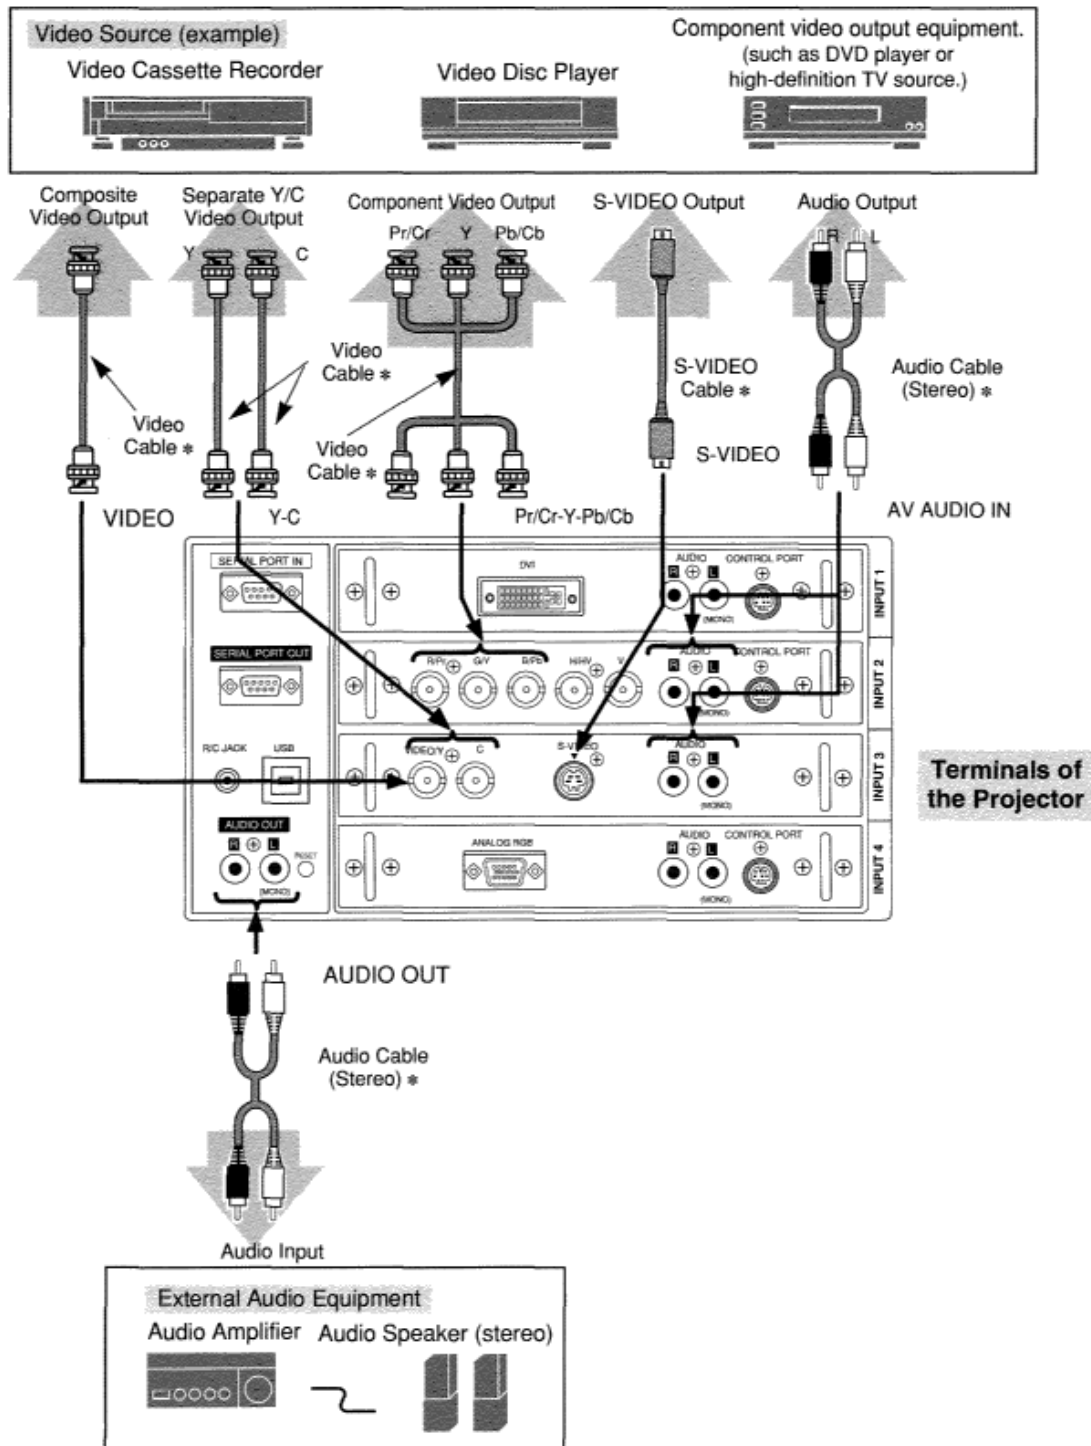 Video Source (example)
Video Cassette Recorder
Video Disc Player
Component video output equipment.
(such as DVD player or
high-definition TV source.)
Composite
Video Output
Separate Y/C
Video Output
Y
C
Component Video Output
Pr/Cr
Y
Pb/Cb
S-VIDEO Output
Audio Output
R
L
Video
Cable *
Video
Cable *
Video
Cable *
S-VIDEO
Cable *
Audio Cable
(Stereo) *
S-VIDEO
VIDEO
Y-C
Pr/Cr-Y-Pb/Cb
AV AUDIO IN
SERIAL PORT IN
DVI
AUDIO
R
L
(MONO)
CONTROL PORT
INPUT 1
SERIAL PORT OUT
R/Pr
G/Y
B/Pb
H/HV
V
AUDIO
R
L
(MONO)
CONTROL PORT
INPUT 2
R/C JACK
USB
VIDEO/Y
C
S-VIDEO
AUDIO
R
L
(MONO)
INPUT 3
Terminals of
the Projector
AUDIO OUT
R
L
(MONO)
RESET
ANALOG RGB
AUDIO
R
L
(MONO)
CONTROL PORT
INPUT 4
AUDIO OUT
Audio Cable
(Stereo) *
Audio Input
External Audio Equipment
Audio Amplifier
Audio Speaker (stereo)